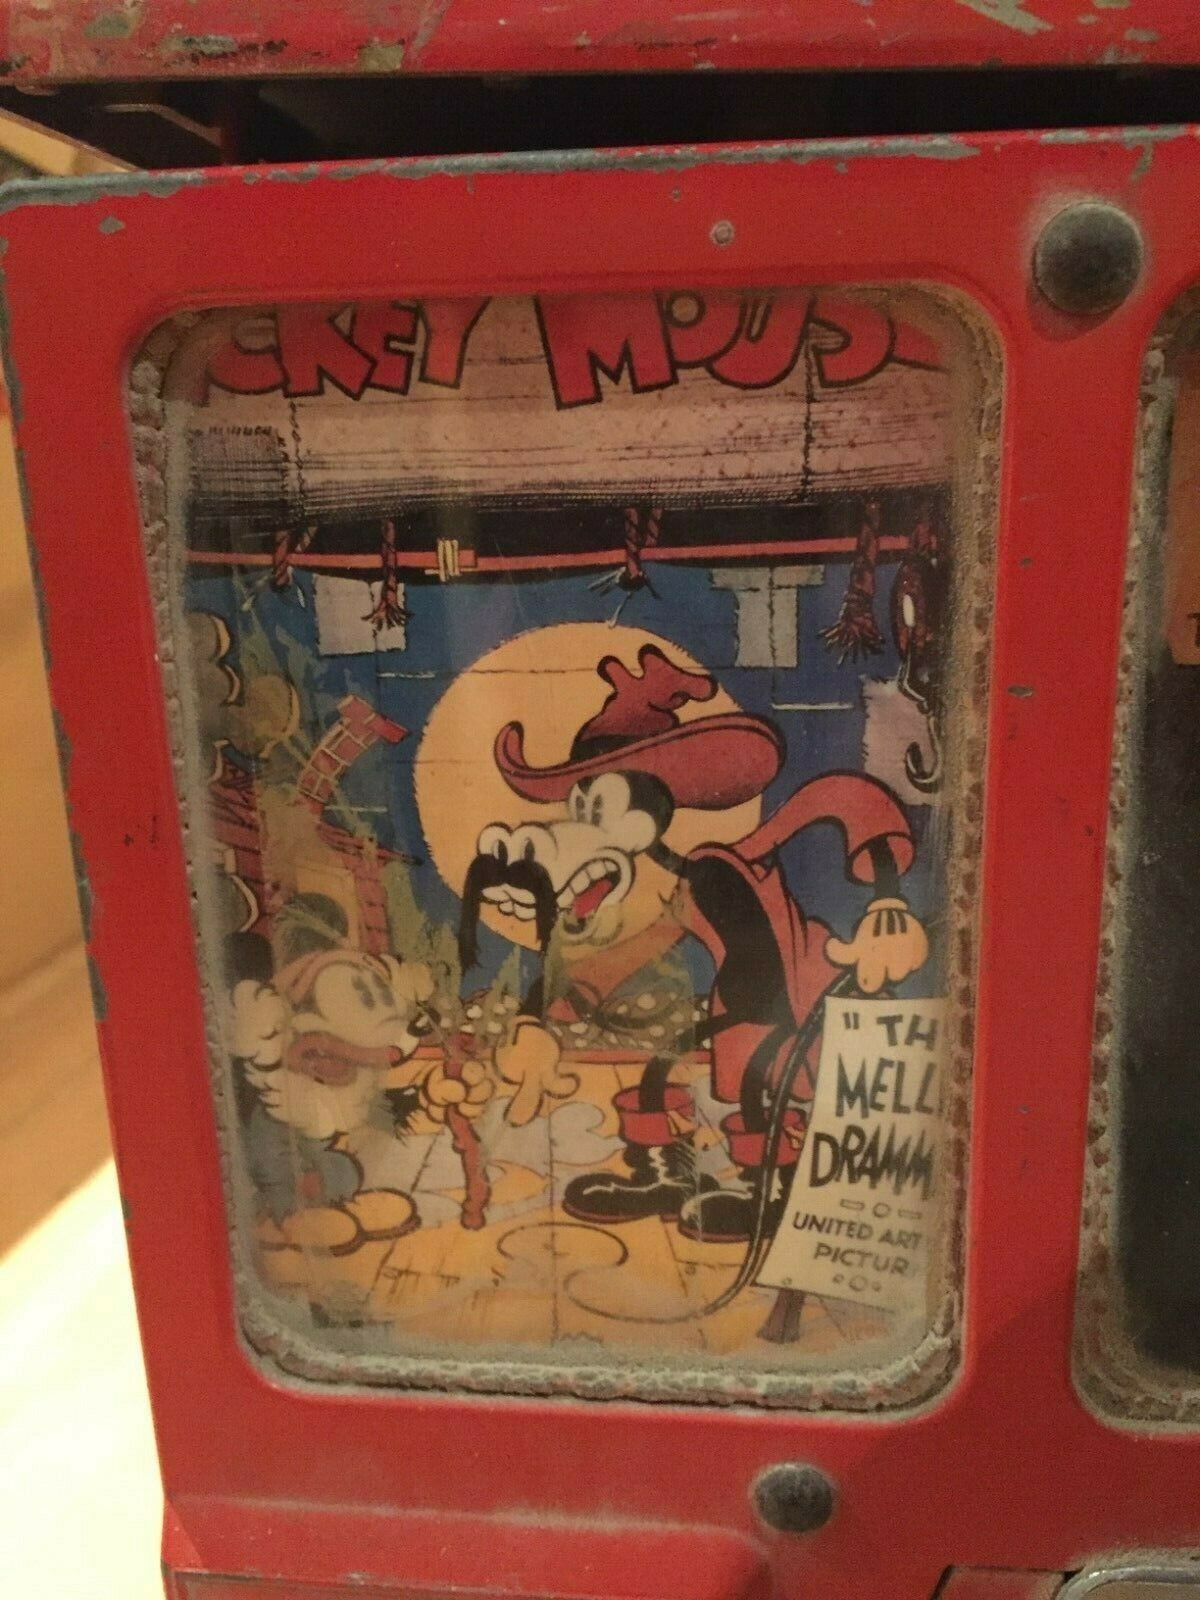 CKEY MOUS
" TH
MELL
DRAMM
UNITED ART
PICTUR